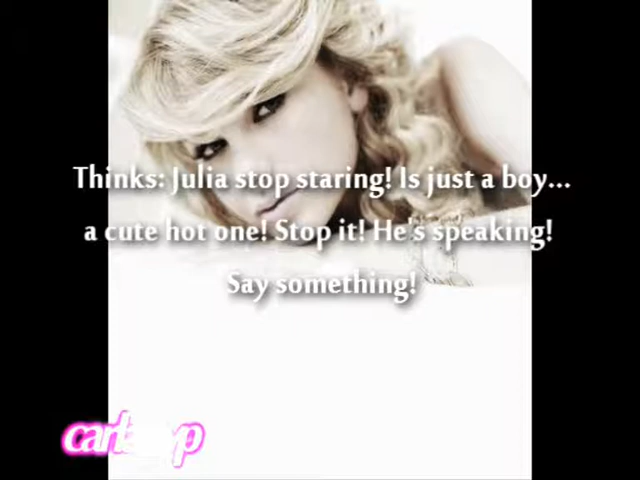 Thinks: Julia stop staring! Is just a boy...
a cute hot one! Stop it! He's speaking!
Say something!